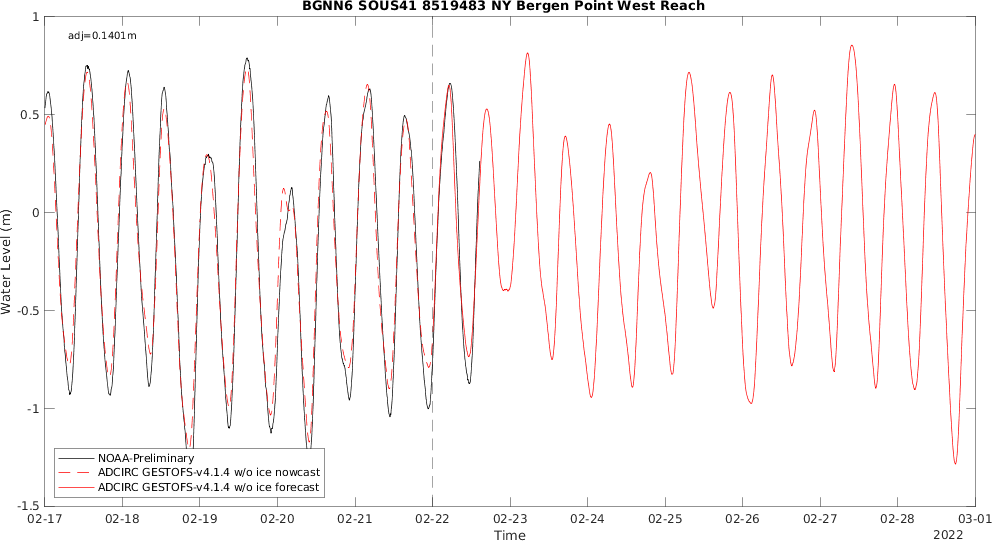 BGNN6 SOUS41 8519483 NY Bergen Point West Reach
adj=0.1401m
1
0.5
0
-0.5
-1
-1.5
Water Level (m)
NOAA-Preliminary
ADCIRC GESTOFS-v4.1.4 w/o ice nowcast
ADCIRC GESTOFS-v4.1.4 w/o ice forecast
02-17 02-18 02-19 02-20 02-21 02-22 02-23 02-24 02-25 02-26 02-27 02-28 03-01
Time
2022